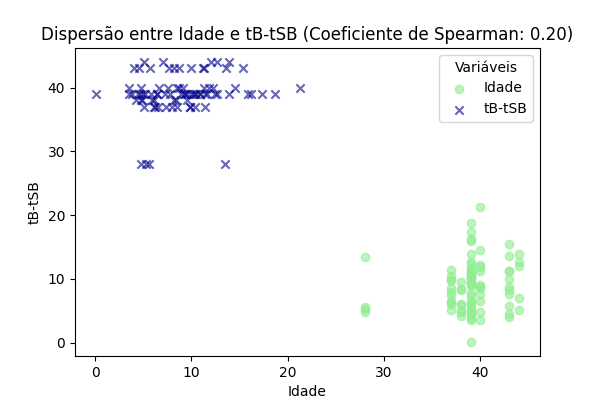 Dispersão entre Idade e tB-tSB (Coeficiente de Spearman: 0.20)
Variáveis
Idade
tB-tSB
tB-tSB
40
30
20
10
0
0
10
20
30
40
Idade